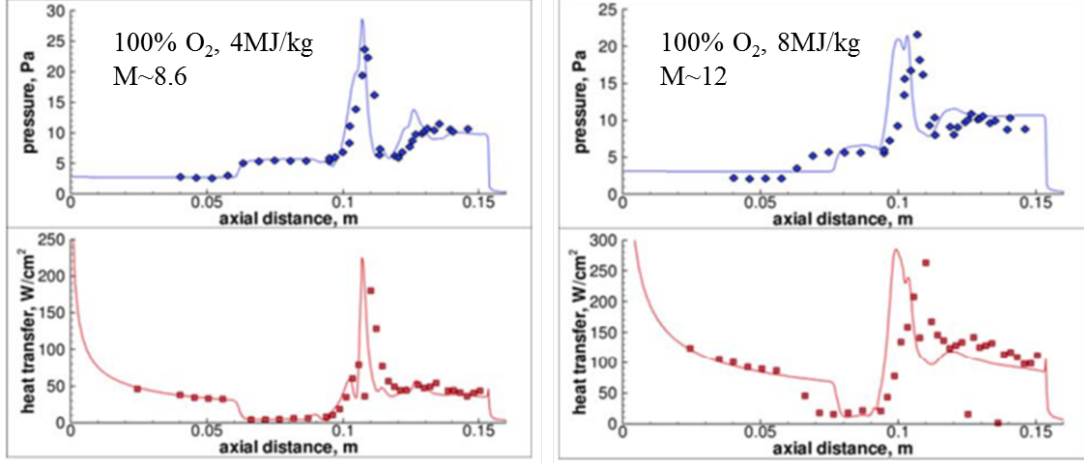 30
25
20
15
10
5
0
pressure, Pa
100% O₂, 4MJ/kg
M~8.6
0 0.05 0.1 0.15
axial distance, m
250
200
150
100
50
0
heat transfer, W/cm²
0 0.05 0.1 0.15
axial distance, m
25
20
15
10
5
0
pressure, Pa
100% O₂, 8MJ/kg
M~12
0 0.05 0.1 0.15
axial distance, m
300
250
200
150
100
50
0
heat transfer, W/cm²
0 0.05 0.1 0.15
axial distance, m